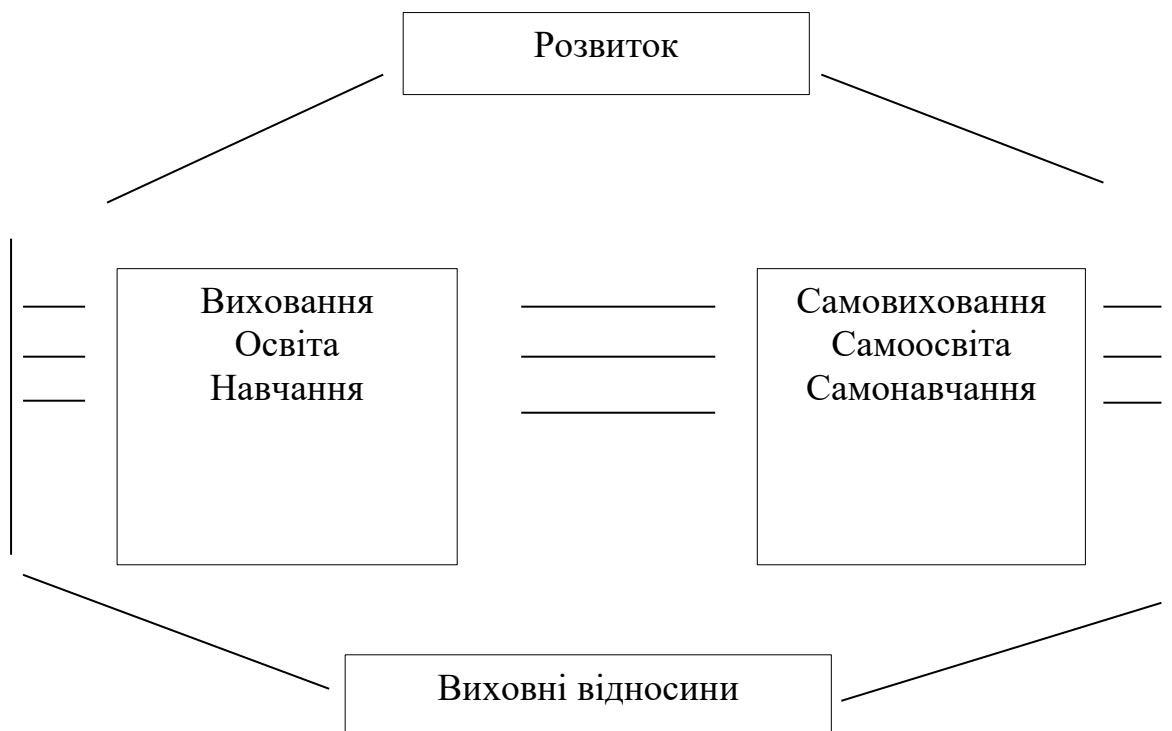 Розвиток
Виховання
Освіта
Навчання
Самовиховання
Самоосвіта
Самонавчання
Виховні відносини